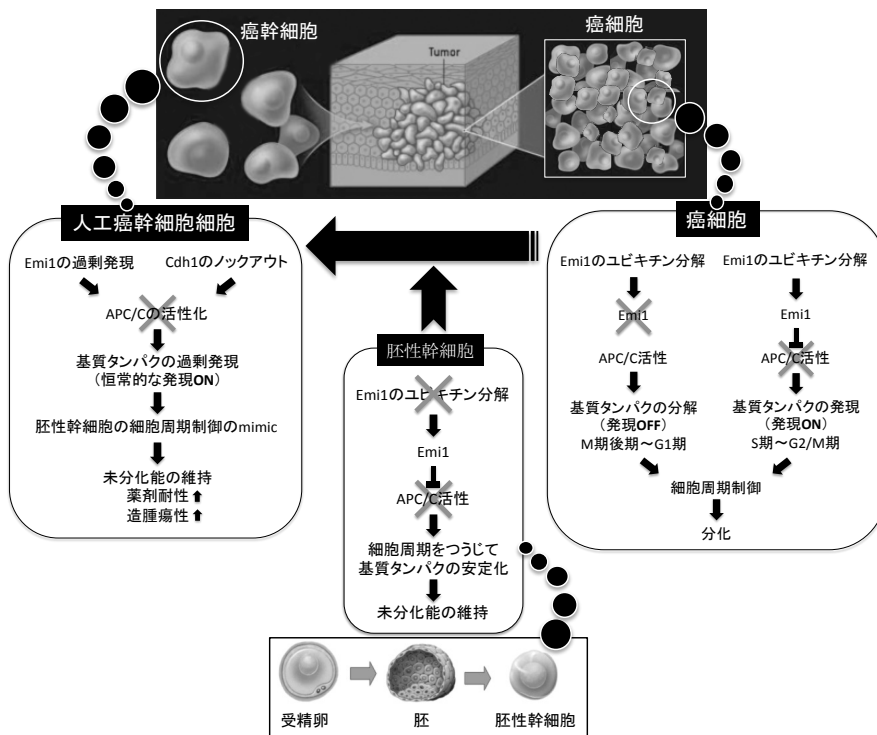 癌幹細胞
癌細胞
Tumor
人工癌幹細胞細胞
Emi1の過剰発現
Cdh1のノックアウト
APC/Cの活性化
基質タンパクの過剰発現
（恒常的な発現ON）
胚性幹細胞の細胞周期制御のmimic
未分化能の維持
薬剤耐性
造腫瘍性
胚性幹細胞
Emi1のユビキチン分解
Emi1
APC/C活性
細胞周期をつうじて
基質タンパクの安定化
未分化能の維持
癌細胞
Emi1のユビキチン分解
Emi1
APC/C活性
基質タンパクの分解
（発現OFF）
M期後期～G1期
Emi1のユビキチン分解
Emi1
APC/C活性
基質タンパクの発現
（発現ON）
S期～G2/M期
細胞周期制御
分化
受精卵
胚
胚性幹細胞